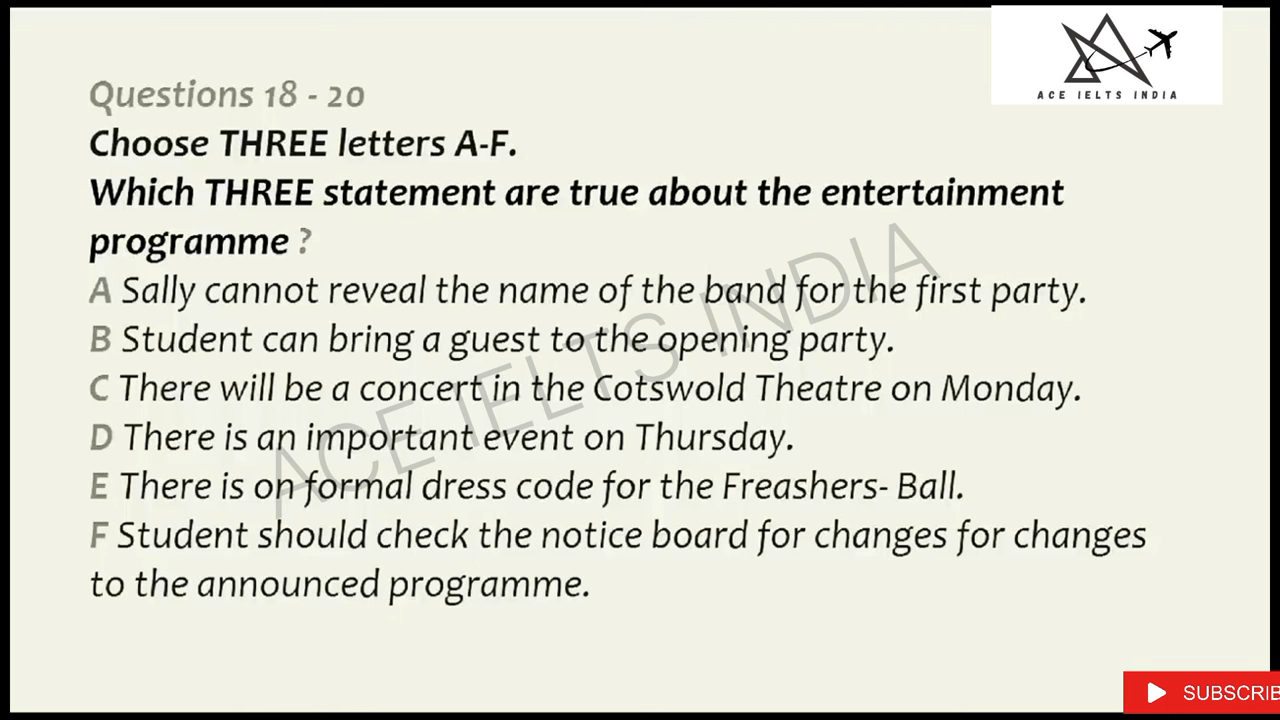 ACE IELTS INDIA
Questions 18 - 20
Choose THREE letters A-F.
Which THREE statement are true about the entertainment
programme ?
A Sally cannot reveal the name of the band for the first party.
B Student can bring a guest to the opening party.
C There will be a concert in the Cotswold Theatre on Monday.
D There is an important event on Thursday.
E There is on formal dress code for the Freashers- Ball.
F Student should check the notice board for changes for changes
to the announced programme.
ACE IELTS INDIA
SUBSCRIB